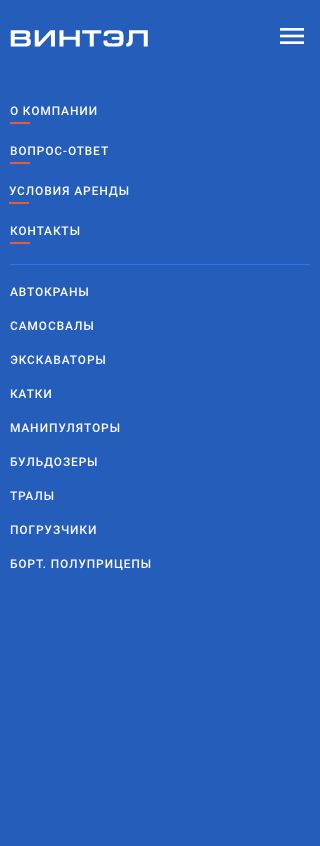 ВИНТЭЛ
О КОМПАНИИ
ВОПРОС-ОТВЕТ
УСЛОВИЯ АРЕНДЫ
КОНТАКТЫ
АВТОКРАНЫ
САМОСВАЛЫ
ЭКСКАВАТОРЫ
КАТКИ
МАНИПУЛЯТОРЫ
БУЛЬДОЗЕРЫ
ТРАЛЫ
ПОГРУЗЧИКИ
БОРТ. ПОЛУПРИЦЕПЫ